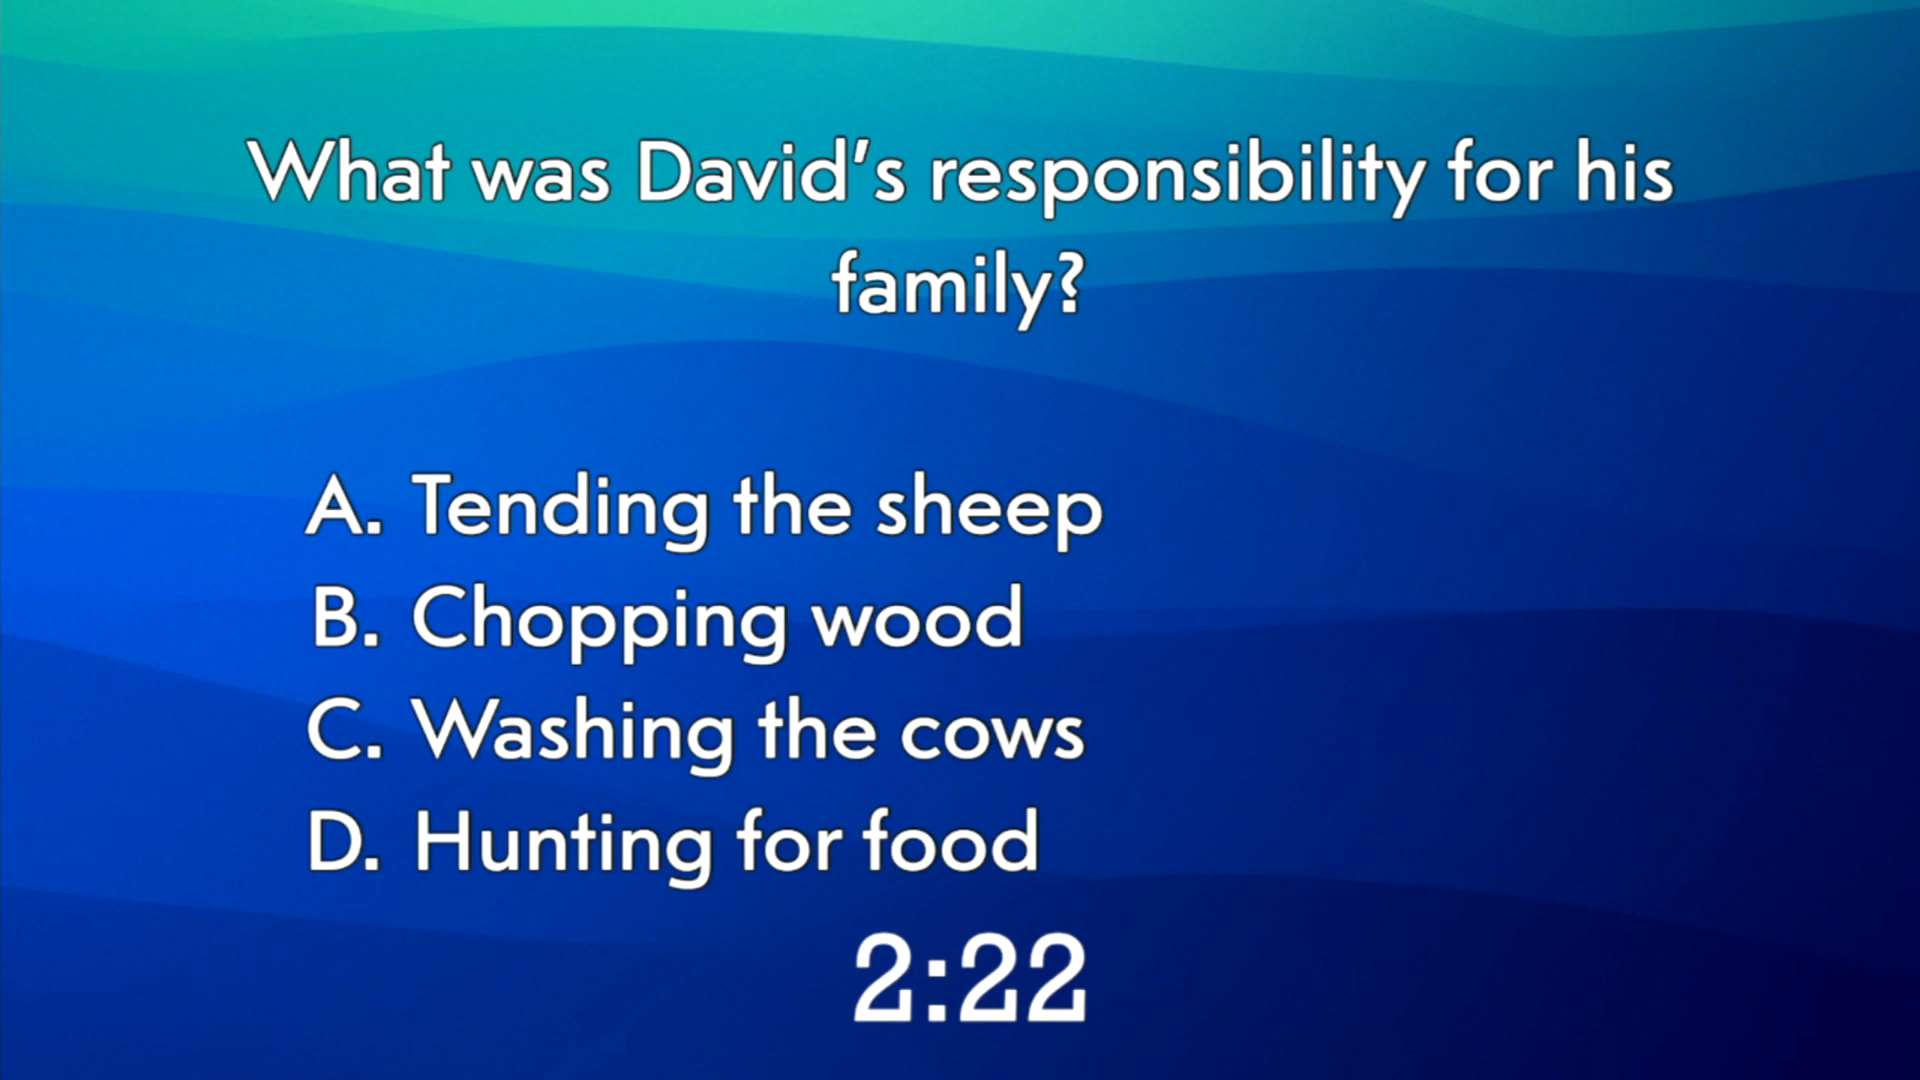 What was David's responsibility for his
family?
A. Tending the sheep
B. Chopping wood
C. Washing the cows
D. Hunting for food
2:22